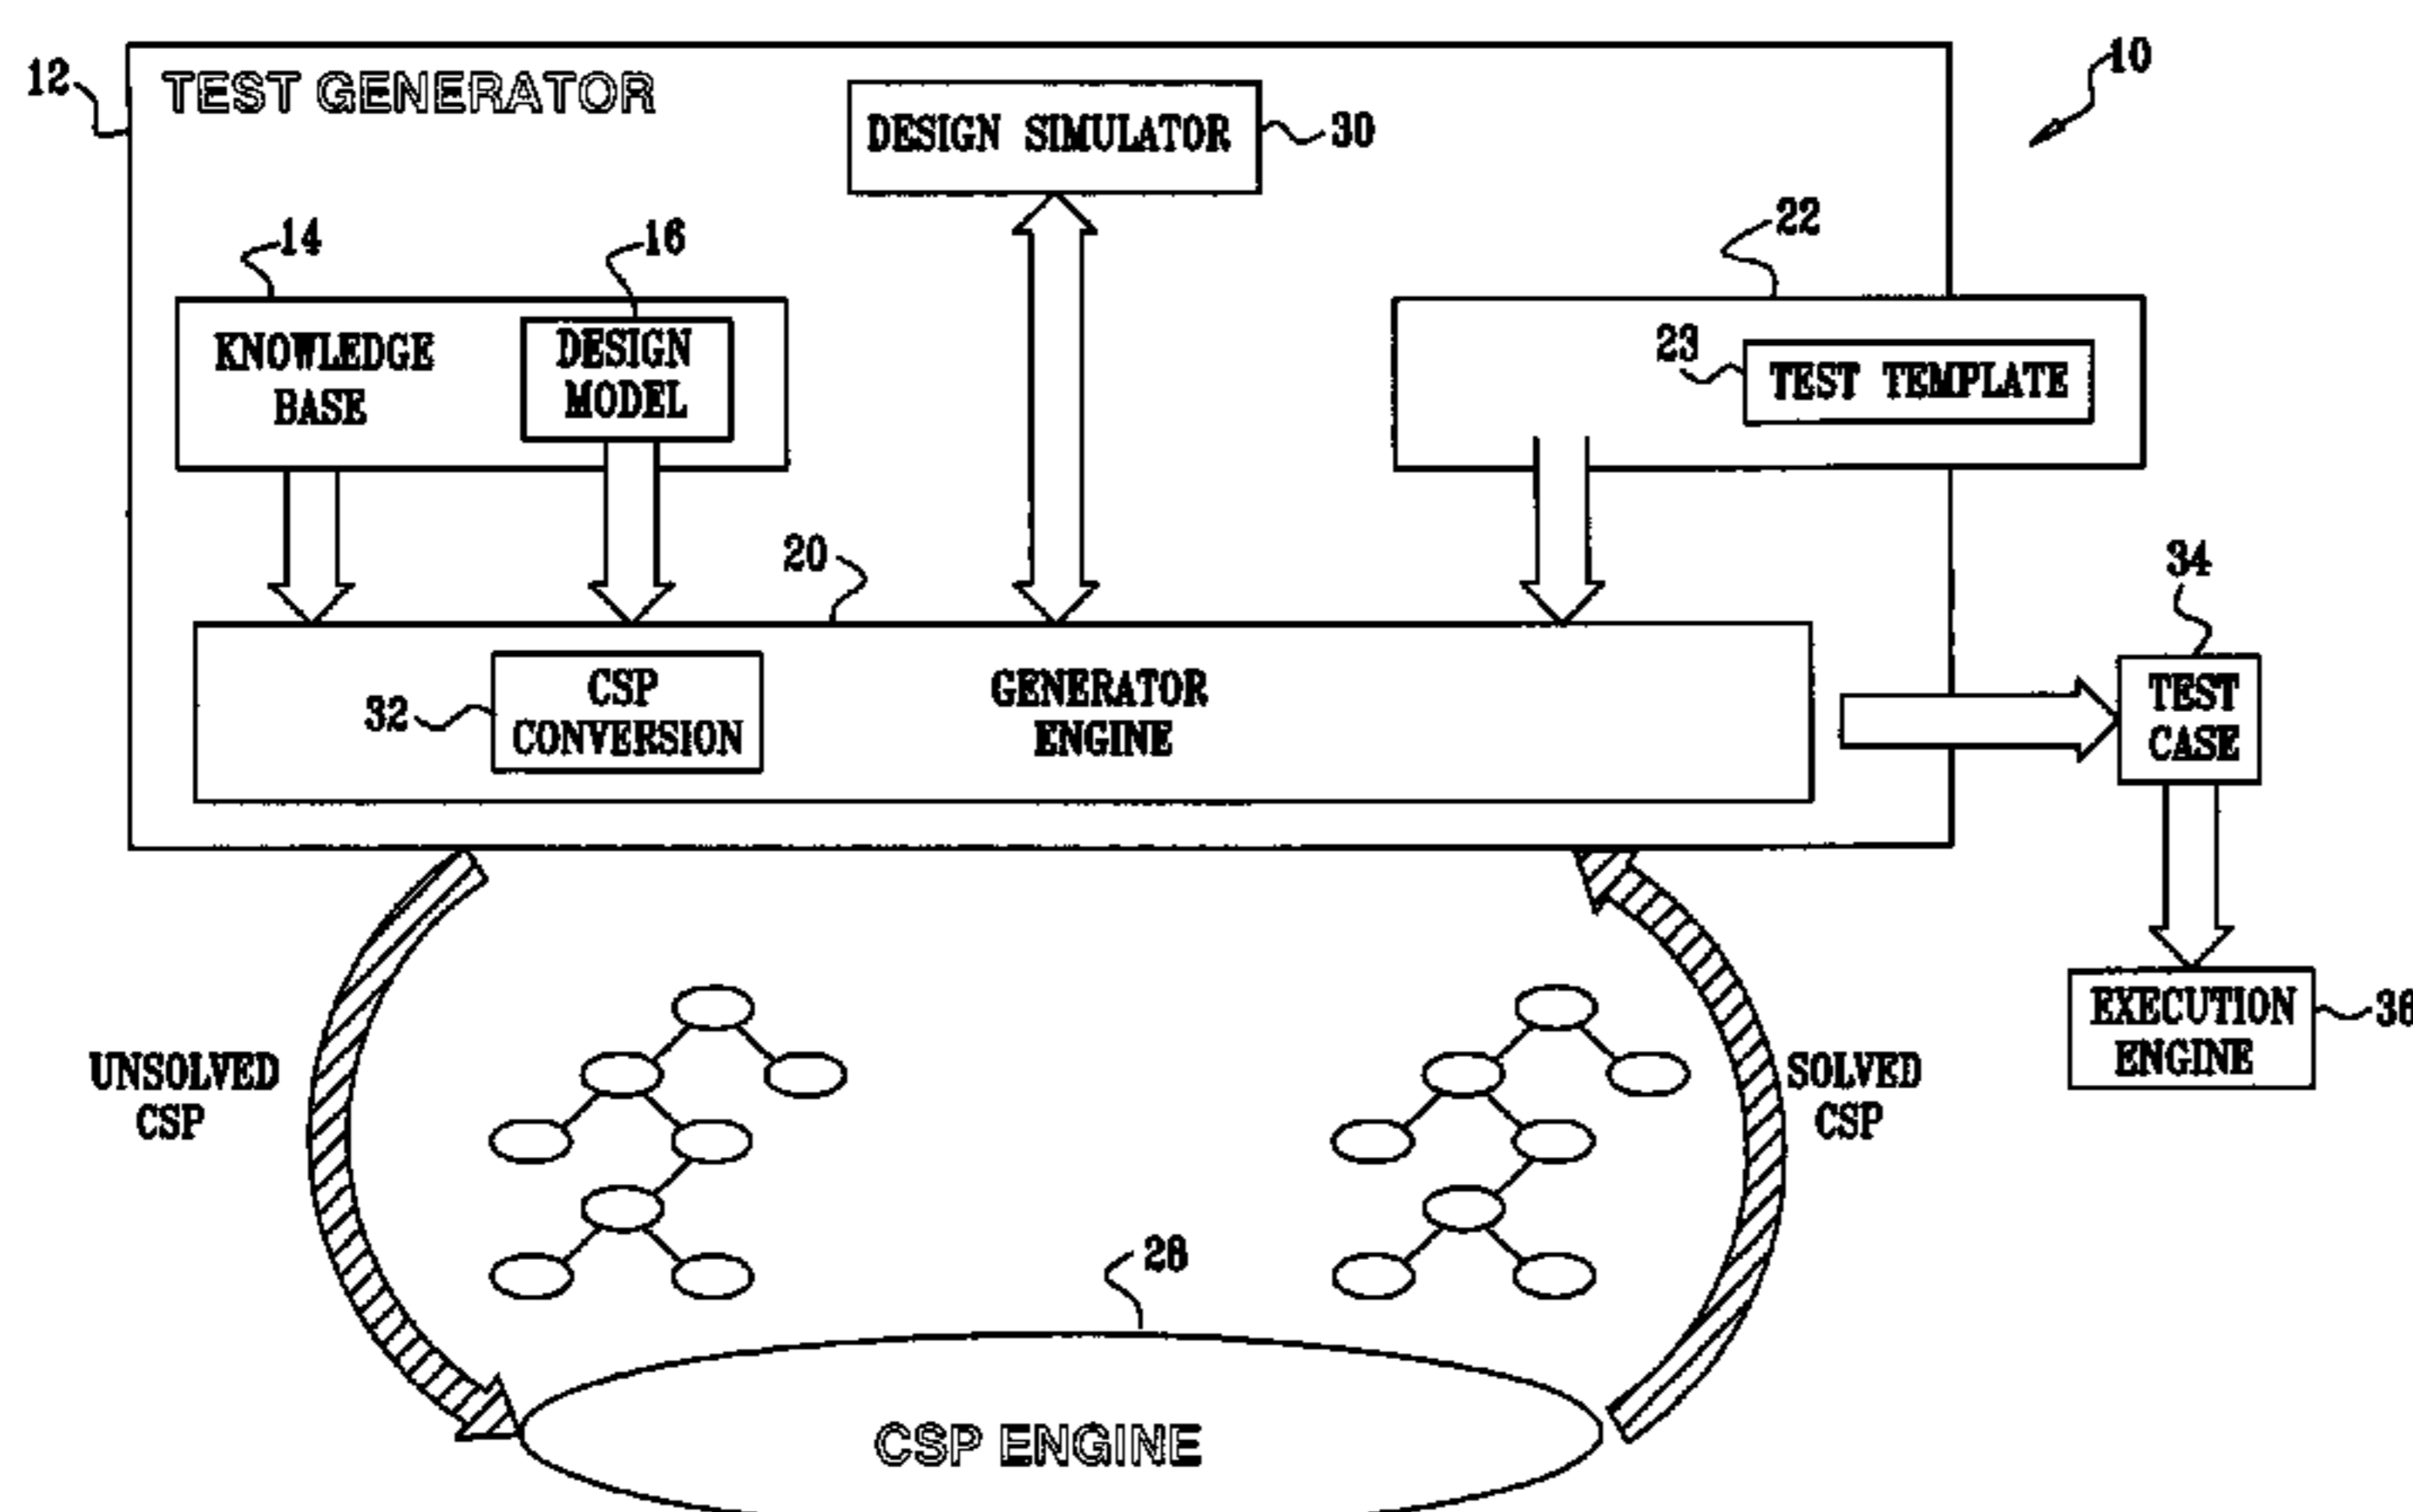 12
TEST GENERATOR
10
DESIGN SIMULATOR
30
14
16
22
KNOWLEDGE
BASE
DESIGN
MODEL
23
TEST TEMPLATE
20
34
32
CSP
CONVERSION
GENERATOR
ENGINE
TEST
CASE
UNSOLVED
CSP
SOLVED
CSP
EXECUTION
ENGINE
36
28
CSP ENGINE